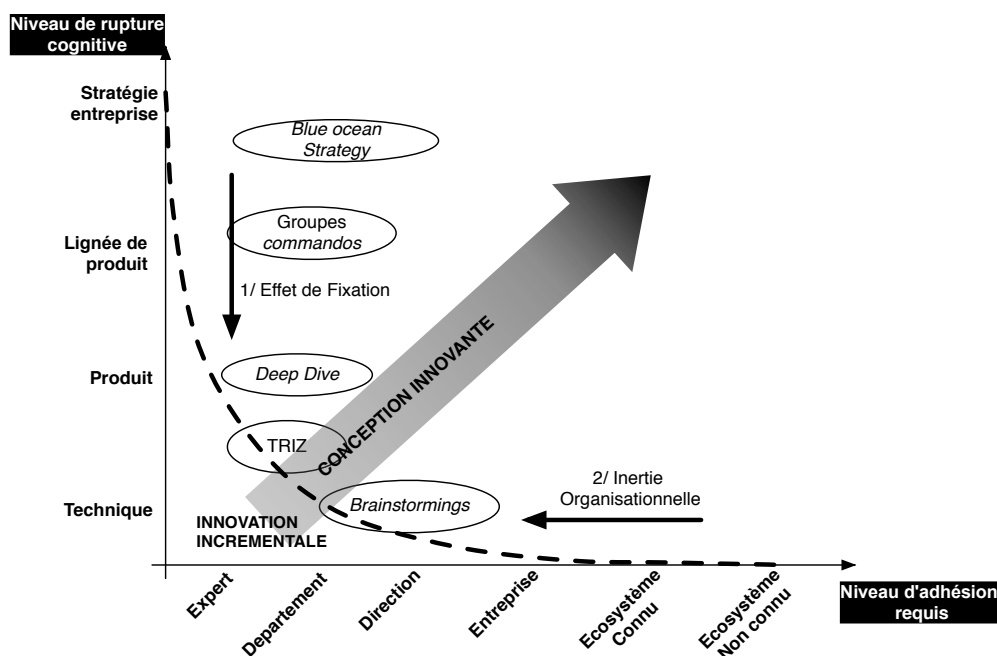 Niveau de rupture
cognitive
Stratégie
entreprise
Blue ocean
Strategy
Groupes
commandos
Lignée de
produit
1/ Effet de Fixation
CONCEPTION INNOVANTE
Produit
Deep Dive
TRIZ
2/ Inertie
Organisationnelle
Technique
Brainstormings
INNOVATION
INCREMENTALE
Expert
Departement
Direction
Entreprise
Ecosystème
Connu
Ecosystème
Non connu
Niveau d'adhésion
requis